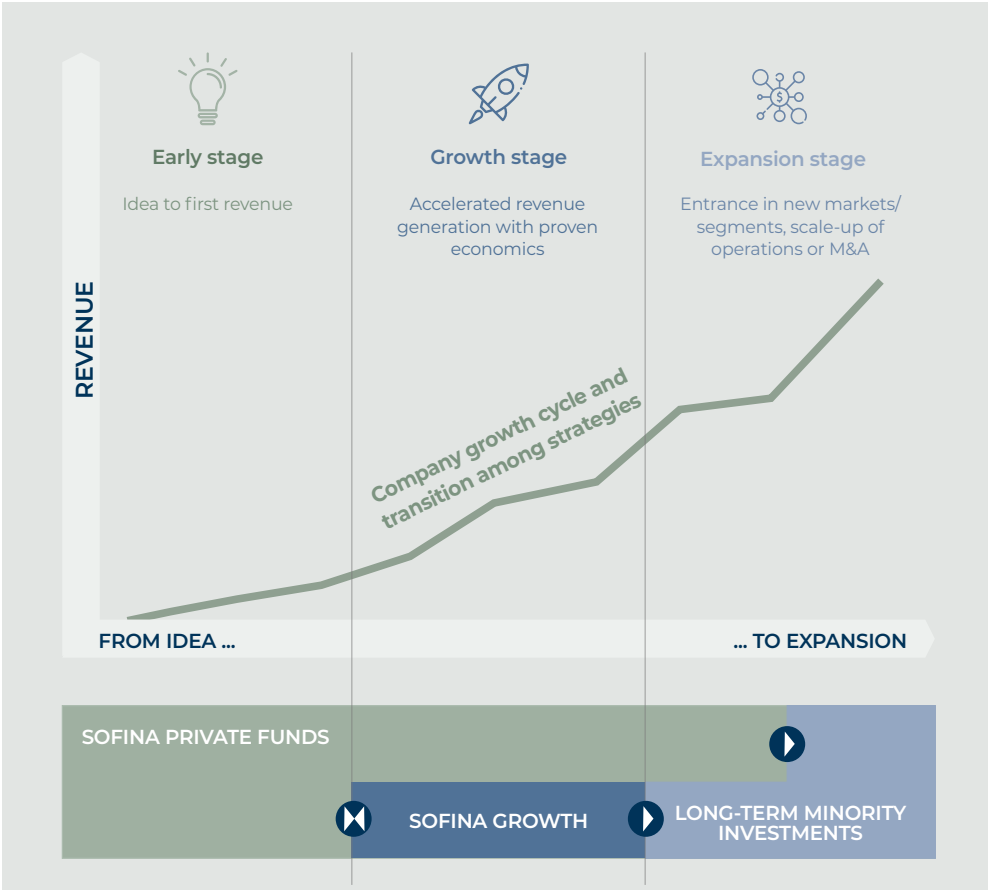 Early stage
Idea to first revenue
Growth stage
Accelerated revenue
generation with proven
economics
$
Expansion stage
Entrance in new markets/
segments, scale-up of
operations or M&A
REVENUE
Company growth cycle and
transition among strategies
FROM IDEA ...
... TO EXPANSION
SOFINA PRIVATE FUNDS
SOFINA GROWTH
LONG-TERM MINORITY
INVESTMENTS